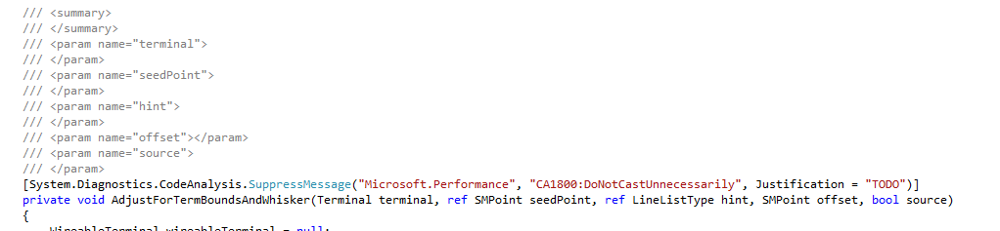 /// <summary>
/// </summary>
/// <param name="terminal">
/// </param>
/// <param name="seedPoint">
/// </param>
/// <param name="hint">
/// </param>
/// <param name="offset"></param>
/// <param name="source">
/// </param>
[System.Diagnostics.CodeAnalysis.SuppressMessage("Microsoft.Performance", "CA1800:DoNotCastUnnecessarily", Justification = "TODO")]
private void AdjustForTermBoundsAndWhisker(Terminal terminal, ref SMPoint seedPoint, ref LineListType hint, SMPoint offset, bool source)
{
WireableTerminal wireableTerminal = null;